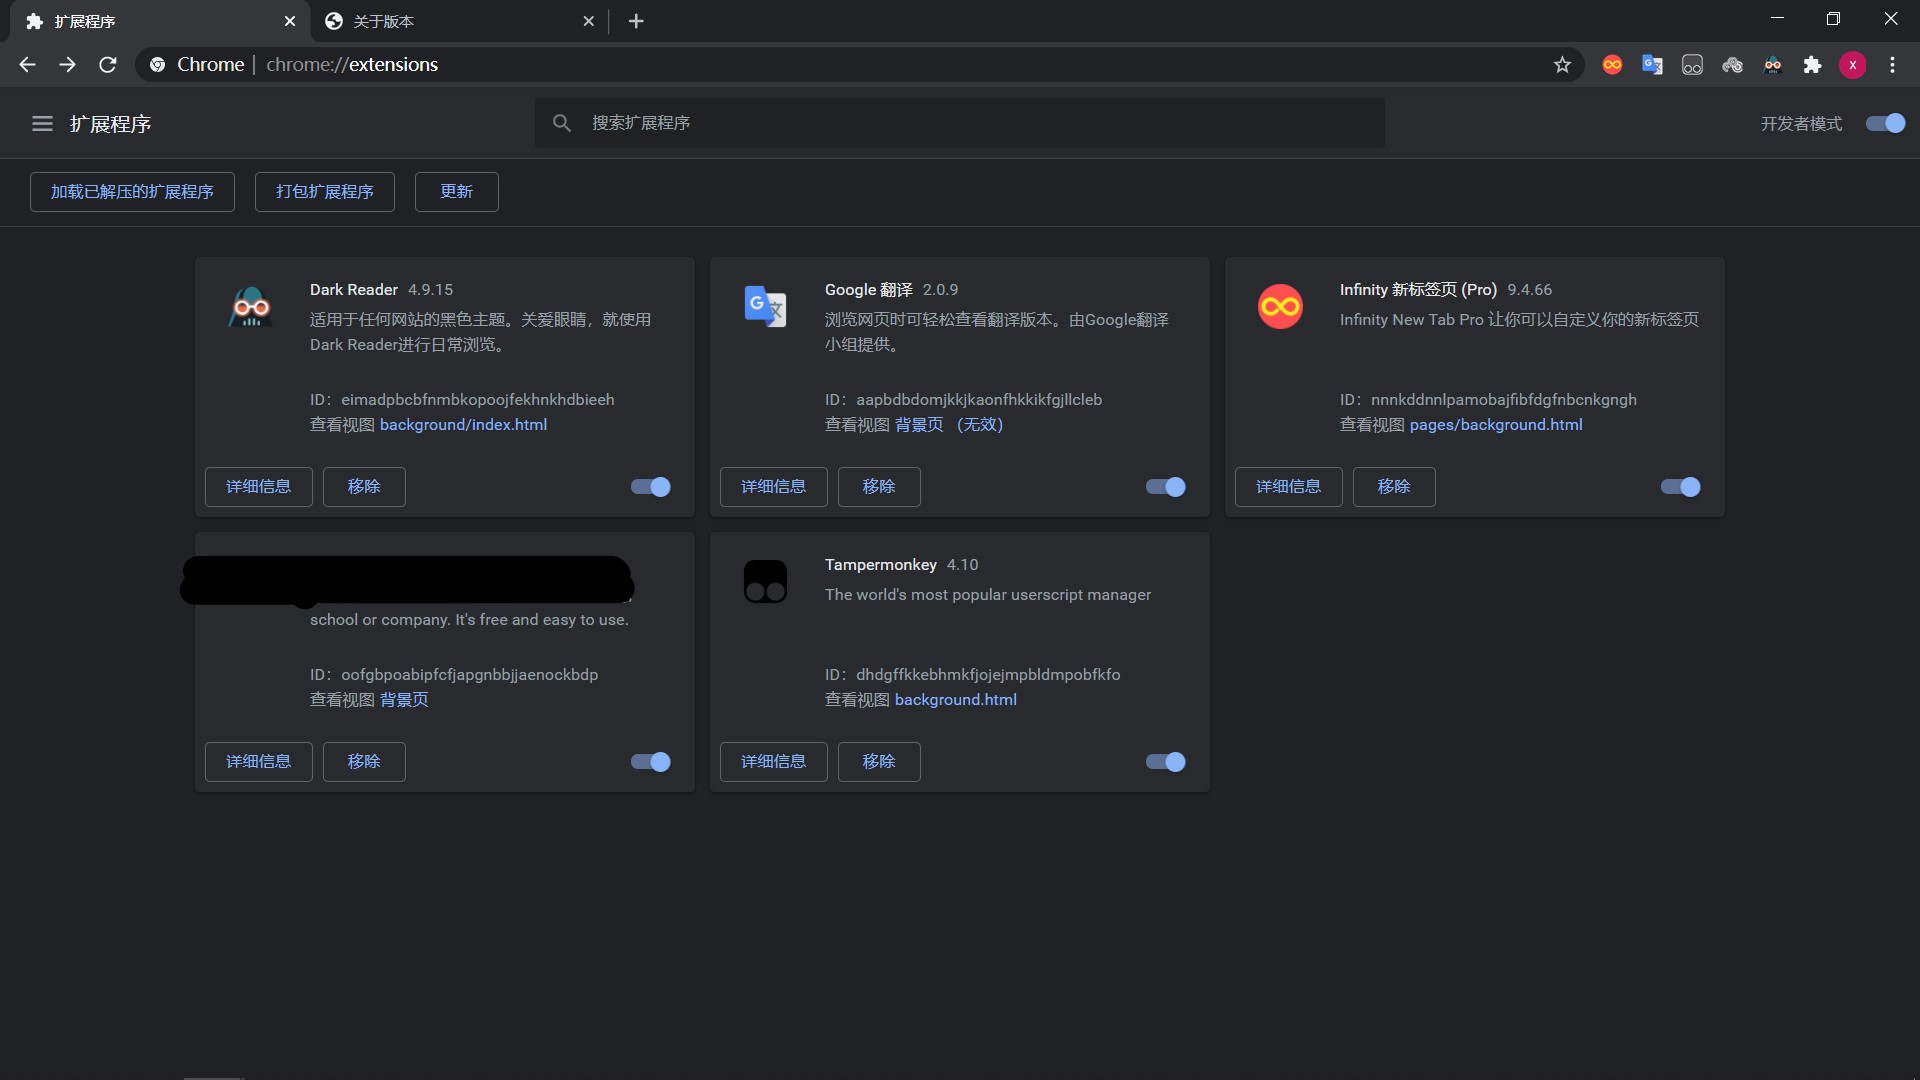 扩展程序
关于版本
Chrome | chrome://extensions
X
扩展程序
搜索扩展程序
开发者模式
加载已解压的扩展程序
打包扩展程序
更新
Dark Reader 4.9.15
适用于任何网站的黑色主题。关爱眼睛，就使用
Dark Reader进行日常浏览。
ID：eimadpbcbfnmbkopoojfekhnkhdbieeh
查看视图 background/index.html
详细信息
移除
Google 翻译 2.0.9
浏览网页时可轻松查看翻译版本。由Google翻译
小组提供。
ID：aapbdbdomjkkjkaonfhkkikfgjllcleb
查看视图 背景页 （无效）
详细信息
移除
Infinity 新标签页 (Pro) 9.4.66
Infinity New Tab Pro 让你可以自定义你的新标签页
ID：nnnkddnnlpamobajfibfdgfnbcnkgngh
查看视图 pages/background.html
详细信息
移除
school or company. It's free and easy to use.
ID：oofgbpoabipfcfjapgnbbjjaenockbdp
查看视图 背景页
详细信息
移除
Tampermonkey 4.10
The world's most popular userscript manager
ID：dhdgffkkebhmkfjojejmpbldmpobfkfo
查看视图 background.html
详细信息
移除